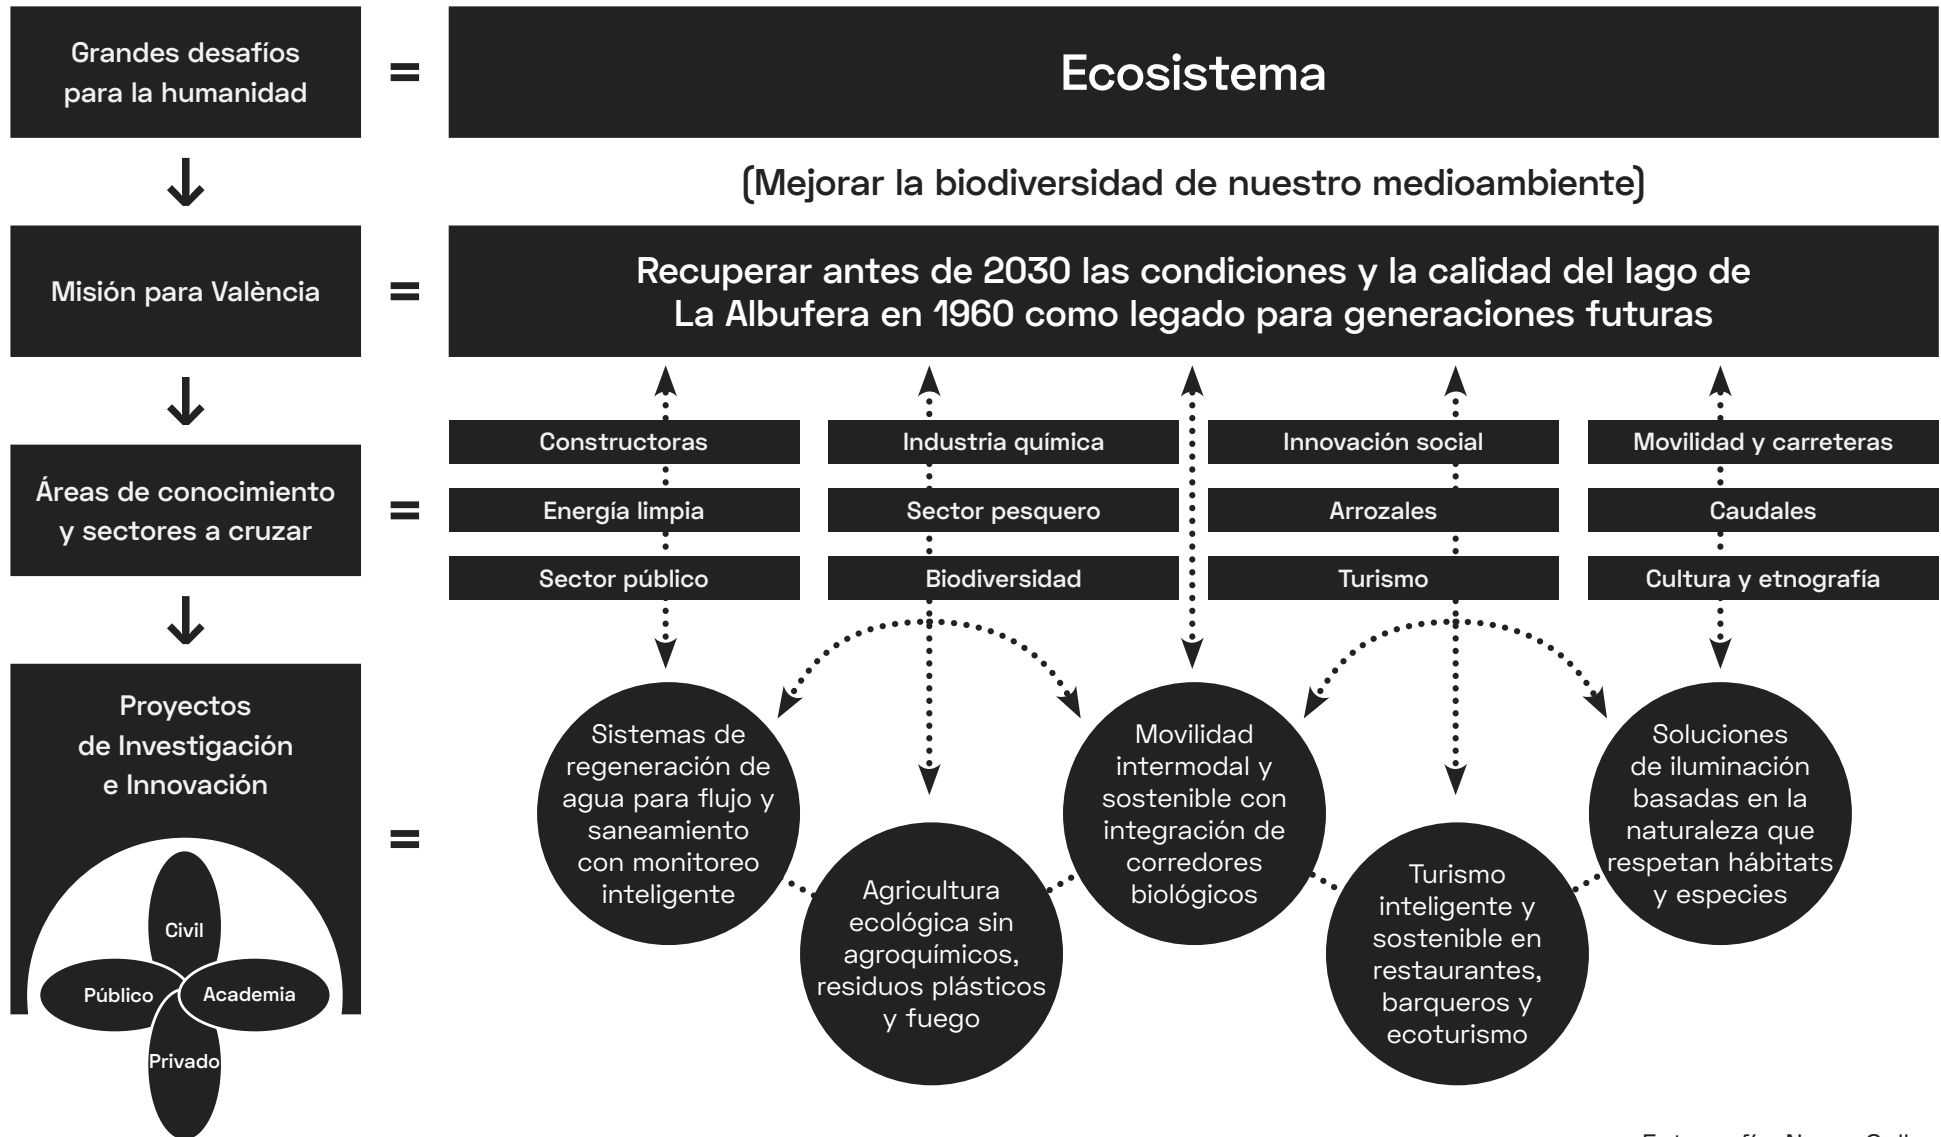 Grandes desafíos
para la humanidad
=
Ecosistema
(Mejorar la biodiversidad de nuestro medioambiente)
Misión para València
=
Recuperar antes de 2030 las condiciones y la calidad del lago de
La Albufera en 1960 como legado para generaciones futuras
Áreas de conocimiento
y sectores a cruzar
=
Constructoras
Industria química
Innovación social
Movilidad y carreteras
Energía limpia
Sector pesquero
Arrozales
Caudales
Sector público
Biodiversidad
Turismo
Cultura y etnografía
Proyectos
de Investigación
e Innovación
=
Civil
Público
Academia
Privado
Sistemas de
regeneración de
agua para flujo y
saneamiento
con monitoreo
inteligente
Agricultura
ecológica sin
agroquímicos,
residuos plásticos
y fuego
Movilidad
intermodal y
sostenible con
integración de
corredores
biológicos
Turismo
inteligente y
sostenible en
restaurantes,
barqueros y
ecoturismo
Soluciones
de iluminación
basadas en la
naturaleza que
respetan hábitats
y especies